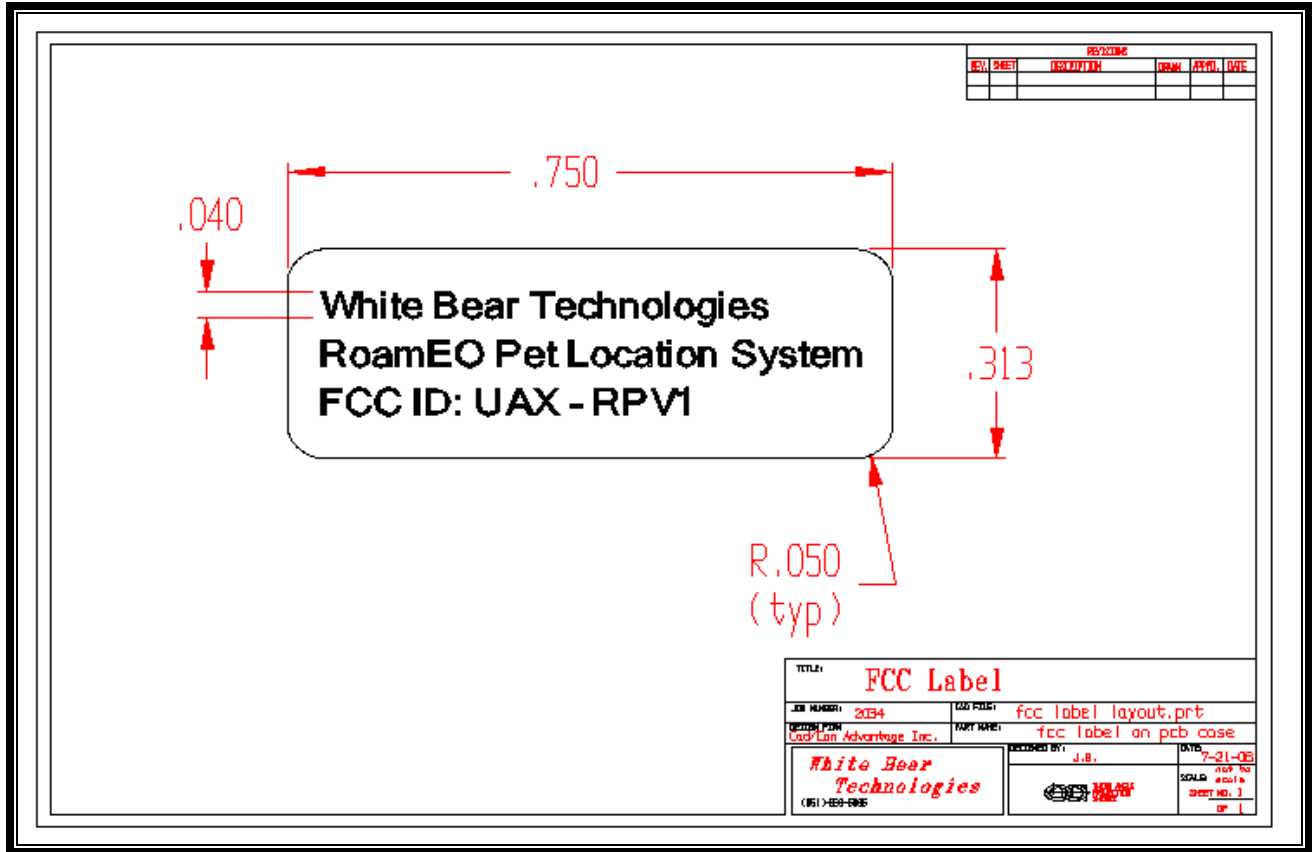 REVISIONS
REV. SHEET DESCRIPTION DRAWN APP'D. DATE
.750
.040
White Bear Technologies
RoamEO Pet Location System
FCC ID: UAX - RPV1
.313
R.050
(typ)
TITLE: FCC Label
JOB NUMBER: 2034 CAD FILE: fcc label layout.prt
DESIGN FIRM Cad/Cam Advantage Inc. PART NAME: fcc label on pcb case
White Bear
Technologies
DESIGNED BY: J.B.
DATE: 7-21-06
SCALE: not to scale
SHEET NO. 1
OF 1